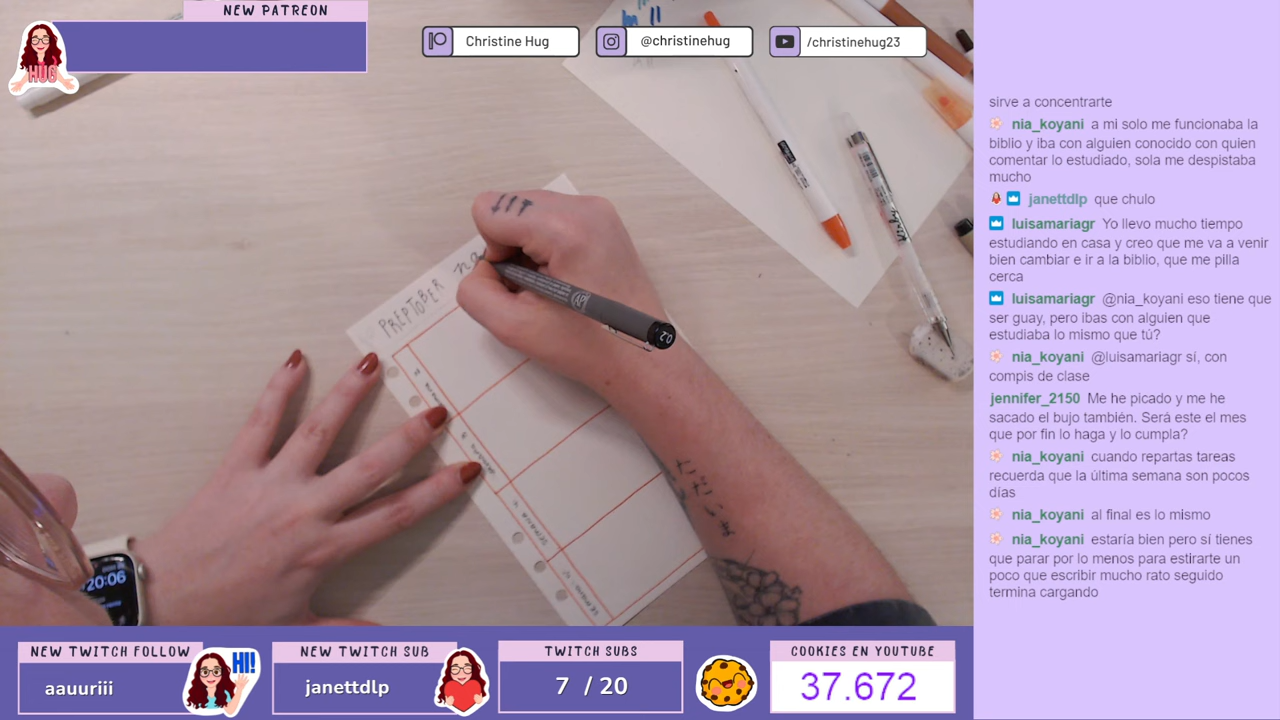 NEW PATREON
HUG
Christine Hug
@christinehug
/christinehug23
PREPTOBER na
0.2
20:06
sirve a concentrarte
nia_koyani a mi solo me funcionaba la
biblio y iba con alguien conocido con quien
comentar lo estudiado, sola me despistaba
mucho
janettdlp que chulo
luisamariagr Yo llevo mucho tiempo
estudiando en casa y creo que me va a venir
bien cambiar e ir a la biblio, que me pilla
cerca
luisamariagr @nia_koyani eso tiene que
ser guay, pero ibas con alguien que
estudiaba lo mismo que tú?
nia_koyani @luisamariagr sí, con
compis de clase
jennifer_2150 Me he picado y me he
sacado el bujo también. Será este el mes
que por fin lo haga y lo cumpla?
nia_koyani cuando repartas tareas
recuerda que la última semana son pocos
días
nia_koyani al final es lo mismo
nia_koyani estaría bien pero sí tienes
que parar por lo menos para estirarte un
poco que escribir mucho rato seguido
termina cargando
NEW TWITCH FOLLOW
aauuriii
HI!
NEW TWITCH SUB
janettdlp
TWITCH SUBS
7 / 20
COOKIES EN YOUTUBE
37.672